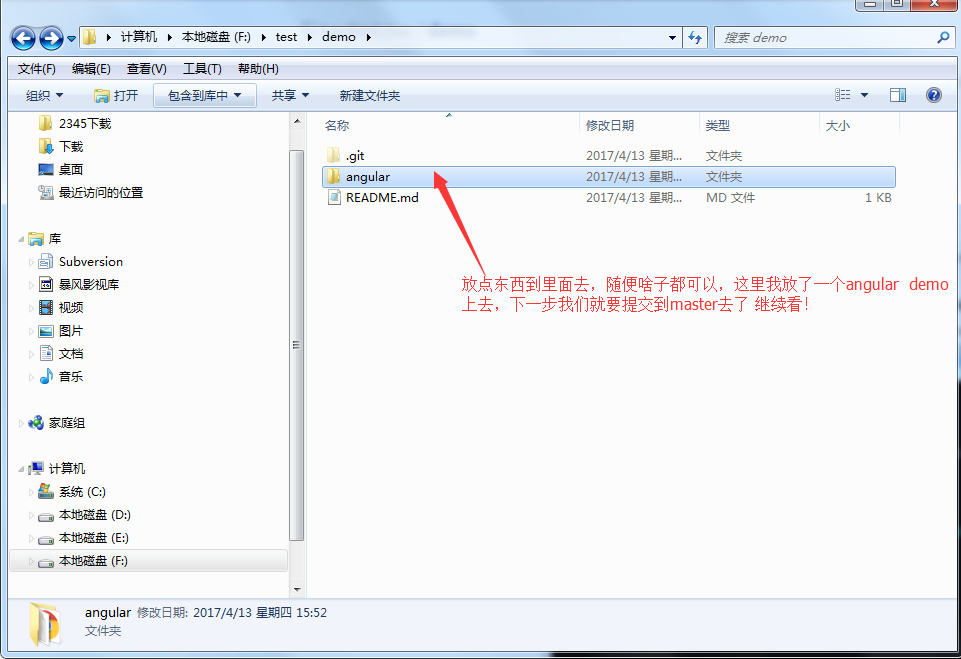 计算机 本地磁盘 (F:) test demo
搜索 demo
文件(F) 编辑(E) 查看(V) 工具(T) 帮助(H)
组织 打开 包含到库中 共享 新建文件夹
2345下载
下载
桌面
最近访问的位置
库
Subversion
暴风影视库
视频
图片
文档
音乐
家庭组
计算机
系统 (C:)
本地磁盘 (D:)
本地磁盘 (E:)
本地磁盘 (F:)
名称 修改日期 类型 大小
.git 2017/4/13 星期... 文件夹
angular 2017/4/13 星期... 文件夹
README.md 2017/4/13 星期... MD 文件 1 KB
放点东西到里面去，随便啥子都可以，这里我放了一个angular demo
上去，下一步我们就要提交到master去了 继续看！
angular 修改日期: 2017/4/13 星期四 15:52
文件夹